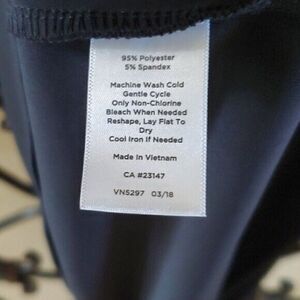 95% Polyester
5% Spandex
Machine Wash Cold
Gentle Cycle
Only Non-Chlorine
Bleach When Needed
Reshape, Lay Flat To
Dry
Cool Iron If Needed
Made In Vietnam
CA #23147
VN5297 03/18